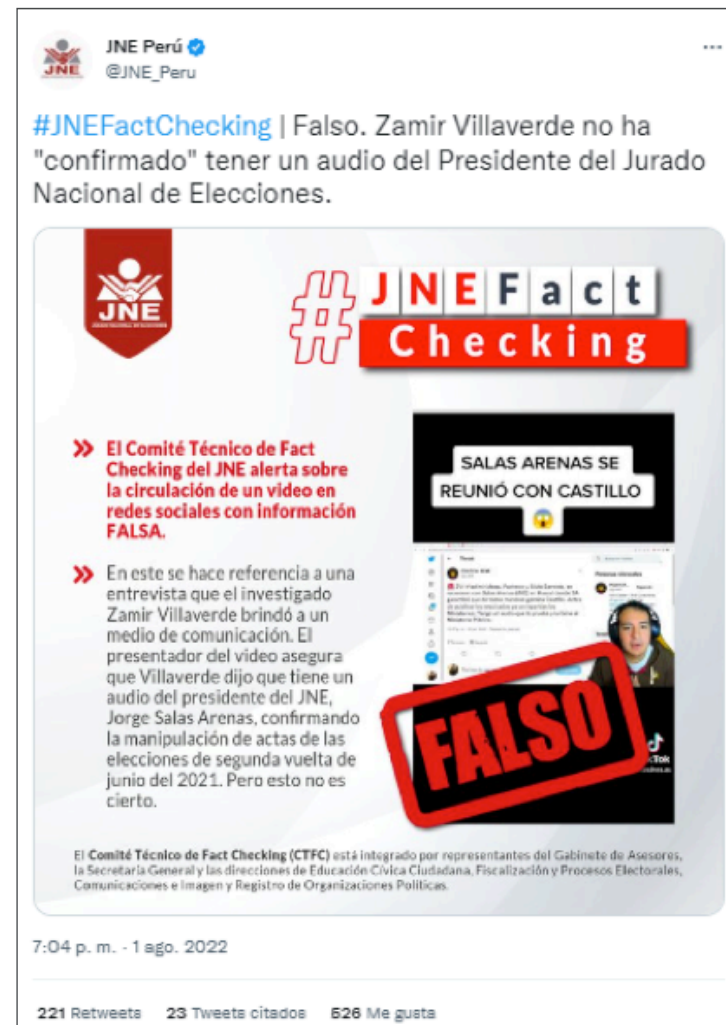 JNE Perú
@JNE_Peru
#JNEFactChecking | Falso. Zamir Villaverde no ha
"confirmado" tener un audio del Presidente del Jurado
Nacional de Elecciones.
JNE
JNE
# JNEFact
Checking
El Comité Técnico de Fact
Checking del JNE alerta sobre
la circulación de un video en
redes sociales con información
FALSA.
En este se hace referencia a una
entrevista que el investigado
Zamir Villaverde brindó a un
medio de comunicación. El
presentador del video asegura
que Villaverde dijo que tiene un
audio del presidente del JNE,
Jorge Salas Arenas, confirmando
la manipulación de actas de las
elecciones de segunda vuelta de
junio del 2021. Pero esto no es
cierto.
SALAS ARENAS SE
REUNIÓ CON CASTILLO
FALSO
El Comité Técnico de Fact Checking (CTFC) está integrado por representantes del Gabinete de Asesores,
la Secretaría General y las direcciones de Educación Cívica Ciudadana, Fiscalización y Procesos Electorales,
Comunicaciones e Imagen y Registro de Organizaciones Políticas.
7:04 p. m. · 1 ago. 2022
221 Retweets 23 Tweets citados 526 Me gusta